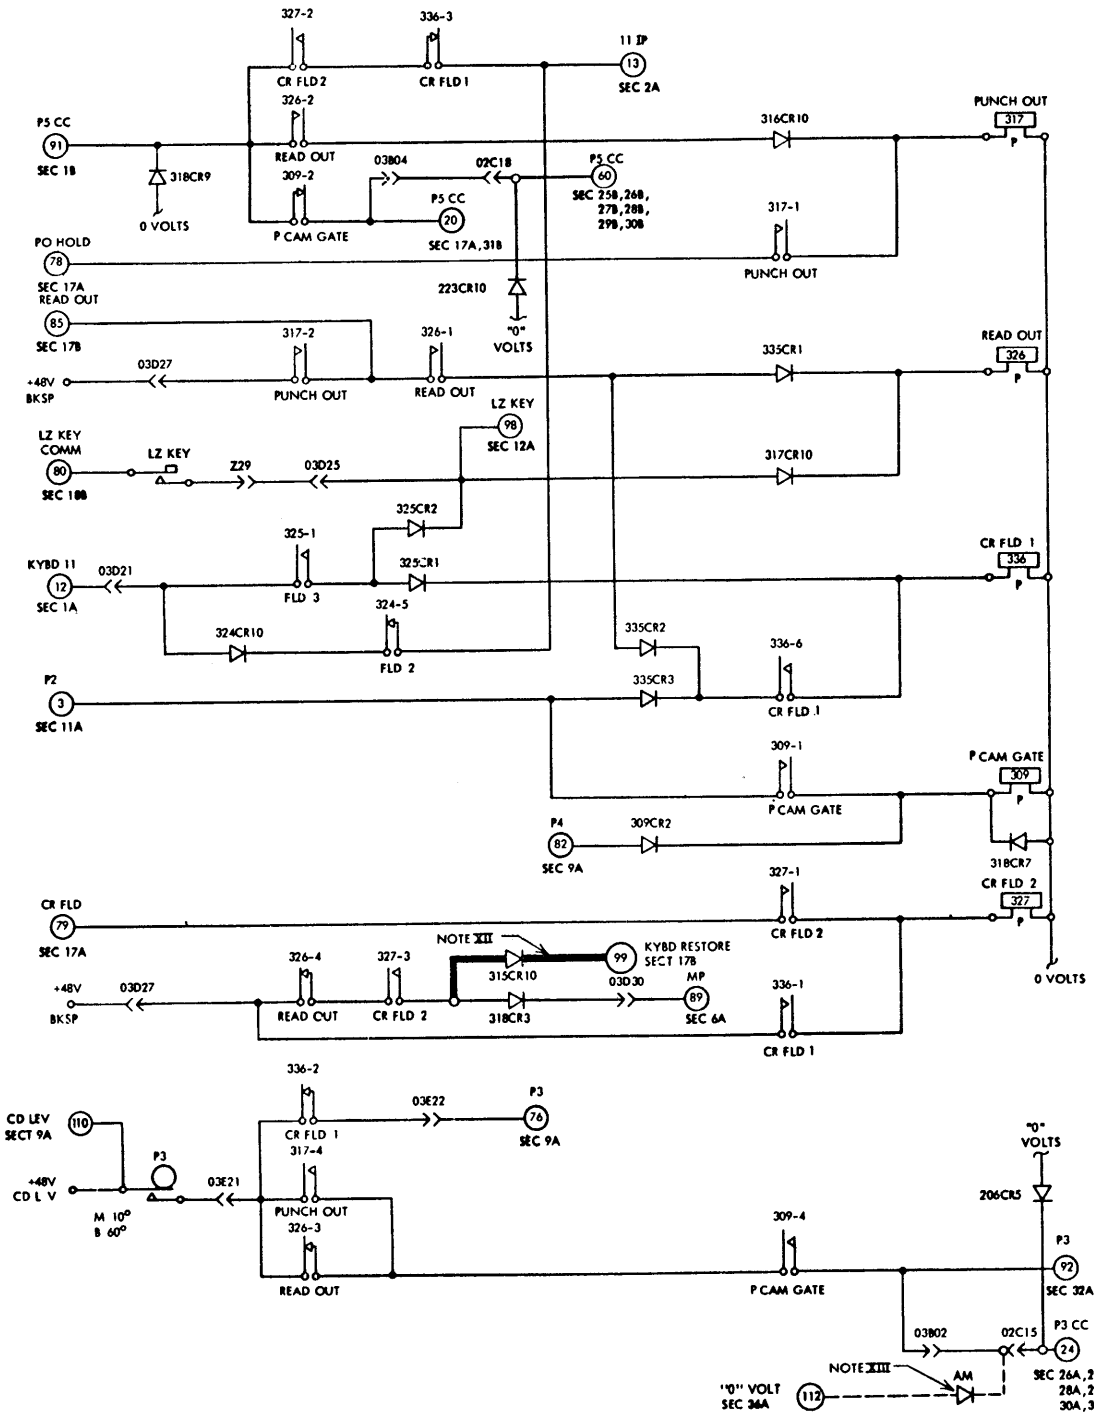 327-2
336-3
11 IP
13
SEC 2A
CR FLD 2
CR FLD 1
326-2
PUNCH OUT
317
P
316CR10
P5 CC
91
SEC 1B
READ OUT
318CR9
0 VOLTS
309-2
03B04
02C18
P5 CC
60
SEC 25B,26B,
27B,28B,
29B,30B
P5 CC
20
SEC 17A,31B
P CAM GATE
317-1
PUNCH OUT
PO HOLD
78
SEC 17A
223CR10
"0"
VOLTS
READ OUT
85
SEC 17B
317-2
326-1
335CR1
READ OUT
326
P
+48V
BKSP
03D27
PUNCH OUT
READ OUT
LZ KEY
98
SEC 12A
LZ KEY
COMM
80
SEC 18B
LZ KEY
Z29
03D25
317CR10
325CR2
325-1
325CR1
CR FLD 1
336
P
KYBD 11
12
SEC 1A
03D21
FLD 3
324-5
324CR10
FLD 2
335CR2
336-6
P2
3
SEC 11A
335CR3
CR FLD 1
309-1
P CAM GATE
309
P
P CAM GATE
P4
82
SEC 9A
309CR2
318CR7
327-1
CR FLD 2
327
P
CR FLD
79
SEC 17A
CR FLD 2
NOTE XII
326-4
327-3
315CR10
99
KYBD RESTORE
SECT 17B
0 VOLTS
+48V
BKSP
03D27
READ OUT
CR FLD 2
318CR3
03D30
MP
89
SEC 6A
336-1
CR FLD 1
336-2
03E22
P3
76
SEC 9A
CD LEV
SECT 9A
110
CR FLD 1
"0"
VOLTS
P3
317-4
+48V
CD L V
M 10°
B 60°
03E21
PUNCH OUT
206CR5
326-3
309-4
P3
92
SEC 32A
READ OUT
P CAM GATE
03B02
02C15
P3 CC
24
SEC 26A,2
28A,2
30A,3
NOTE XIII
AM
"0" VOLT
SEC 36A
112